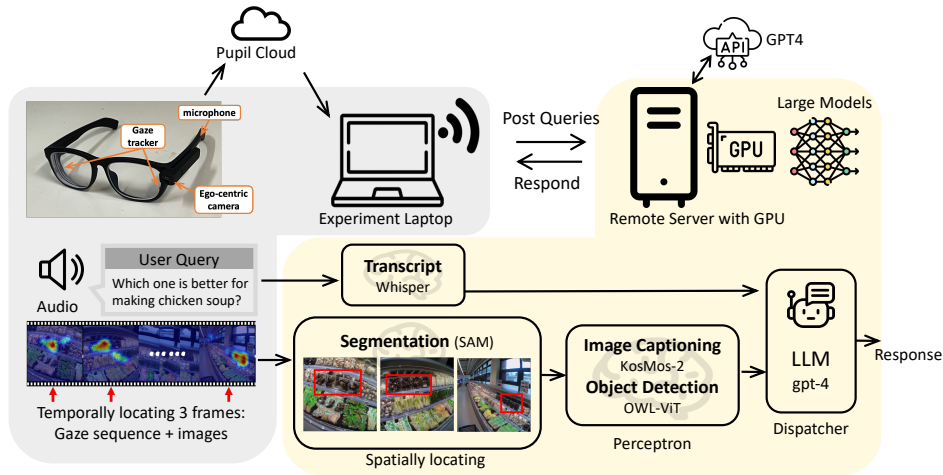 Pupil Cloud
API
GPT4
microphone
Gaze
tracker
Ego-centric
camera
Experiment Laptop
Post Queries
Respond
GPU
Large Models
Remote Server with GPU
User Query
Which one is better for
making chicken soup?
Audio
Transcript
Whisper
Segmentation (SAM)
Image Captioning
KosMos-2
Object Detection
OWL-ViT
LLM
gpt-4
Response
Temporally locating 3 frames:
Gaze sequence + images
Spatially locating
Perceptron
Dispatcher